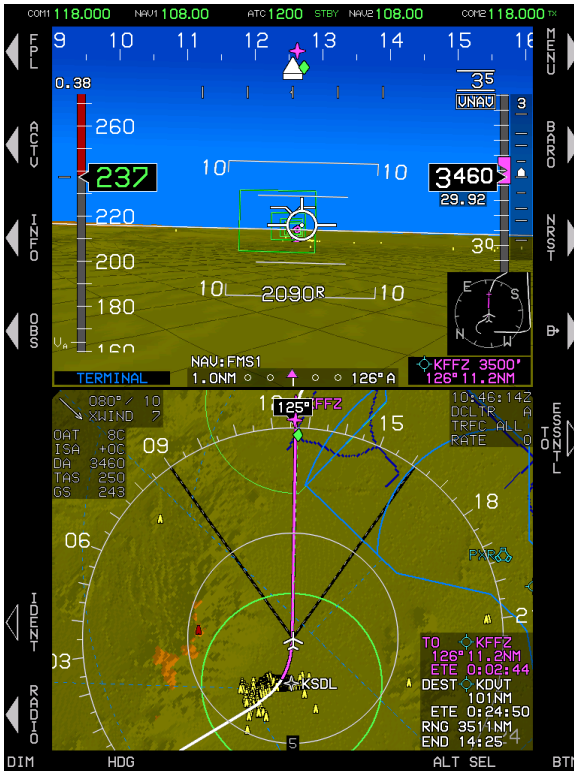 COM1 118.000 NAV1 108.00 ATC 1200 STBY NAV2 108.00 COM2 118.000 TX
9 10 11 12 13 14 15 16
FPL
MENU
0.38
35
VNAV
3
260
ACTV
BARO
237
10 10
3460
29.92
220
INFO
NRST
200
30
10 2090R 10
180
E S
N W
OBS
B→
VA
160
NAV:FMS1
TERMINAL
1.0NM
126°A
KFFZ 3500'
126°11.2NM
080°/ 10
XWIND 7
125°
KFFZ
10:46:14Z
DCLTR A
TRFC ALL
RATE 0
ESSNTL
TO
OAT 8C
ISA +0C
DA 3460
TAS 250
GS 243
09
15
18
06
PXR
IDENT
03
TO KFFZ
126°11.2NM
ETE 0:02:44
DEST KDVT
101NM
ETE 0:24:50
RNG 3511NM
END 14:25
KSDL
RADIO
5
DIM HDG ALT SEL BTN